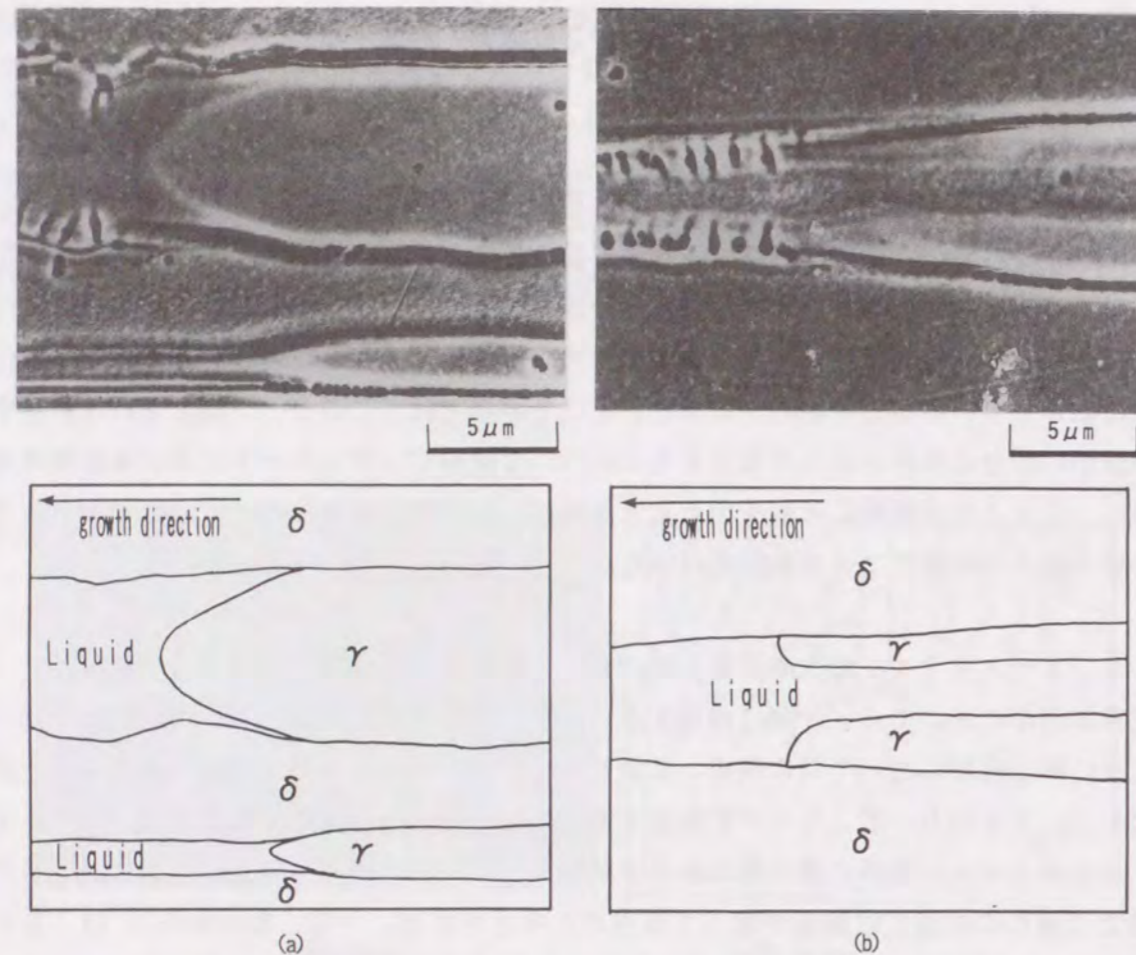 5μm
5μm
growth direction
δ
Liquid
γ
δ
Liquid
γ
δ
(a)
growth direction
δ
γ
Liquid
γ
δ
(b)